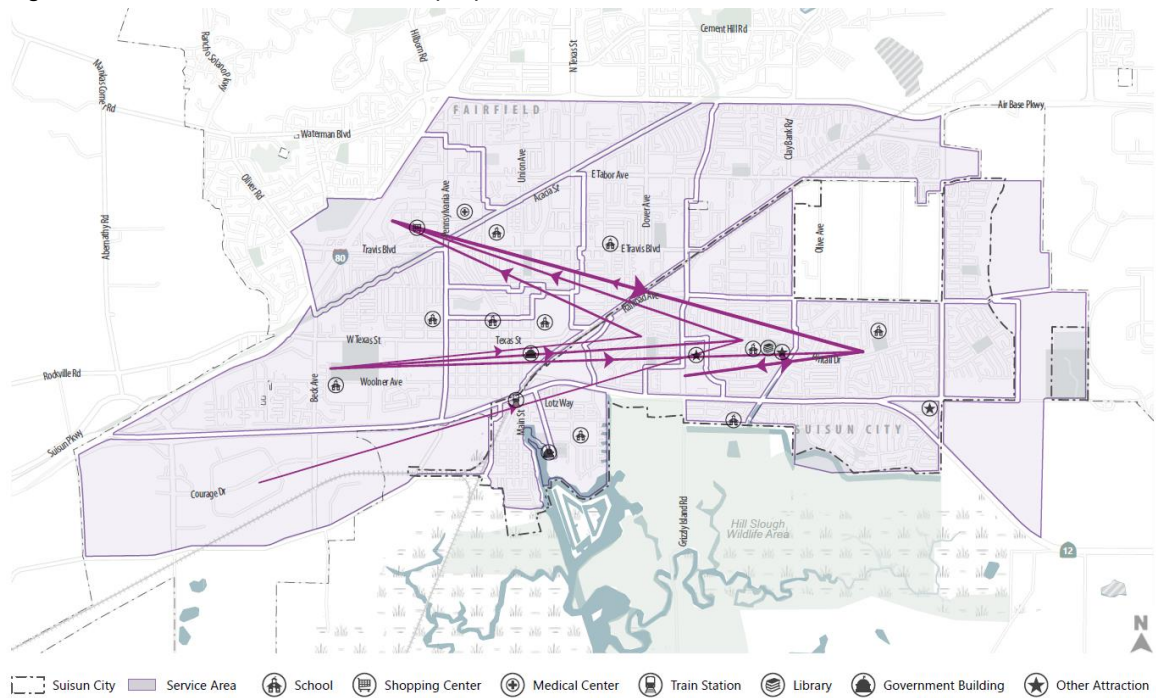 Cement Hill Rd
Rancho Solano Pkwy
Hilborn Rd
N Texas St
Mankas Corner Rd
Air Base Pkwy
FAIRFIELD
Waterman Blvd
Clay Bank Rd
Union Ave
E Tabor Ave
Oliver Rd
Acacia St
Pennsylvania Ave
Dover Ave
Abernathy Rd
Olive Ave
Travis Blvd
E Travis Blvd
80
Railroad Ave
W Texas St
Texas St
Rockville Rd
Beck Ave
Woolner Ave
Lotz Way
Main St
Suisun Pkwy
SUISUN CITY
Courage Dr
Grizzly Island Rd
Hill Slough
Wildlife Area
12
N
Suisun City Service Area School Shopping Center Medical Center Train Station Library Government Building Other Attraction